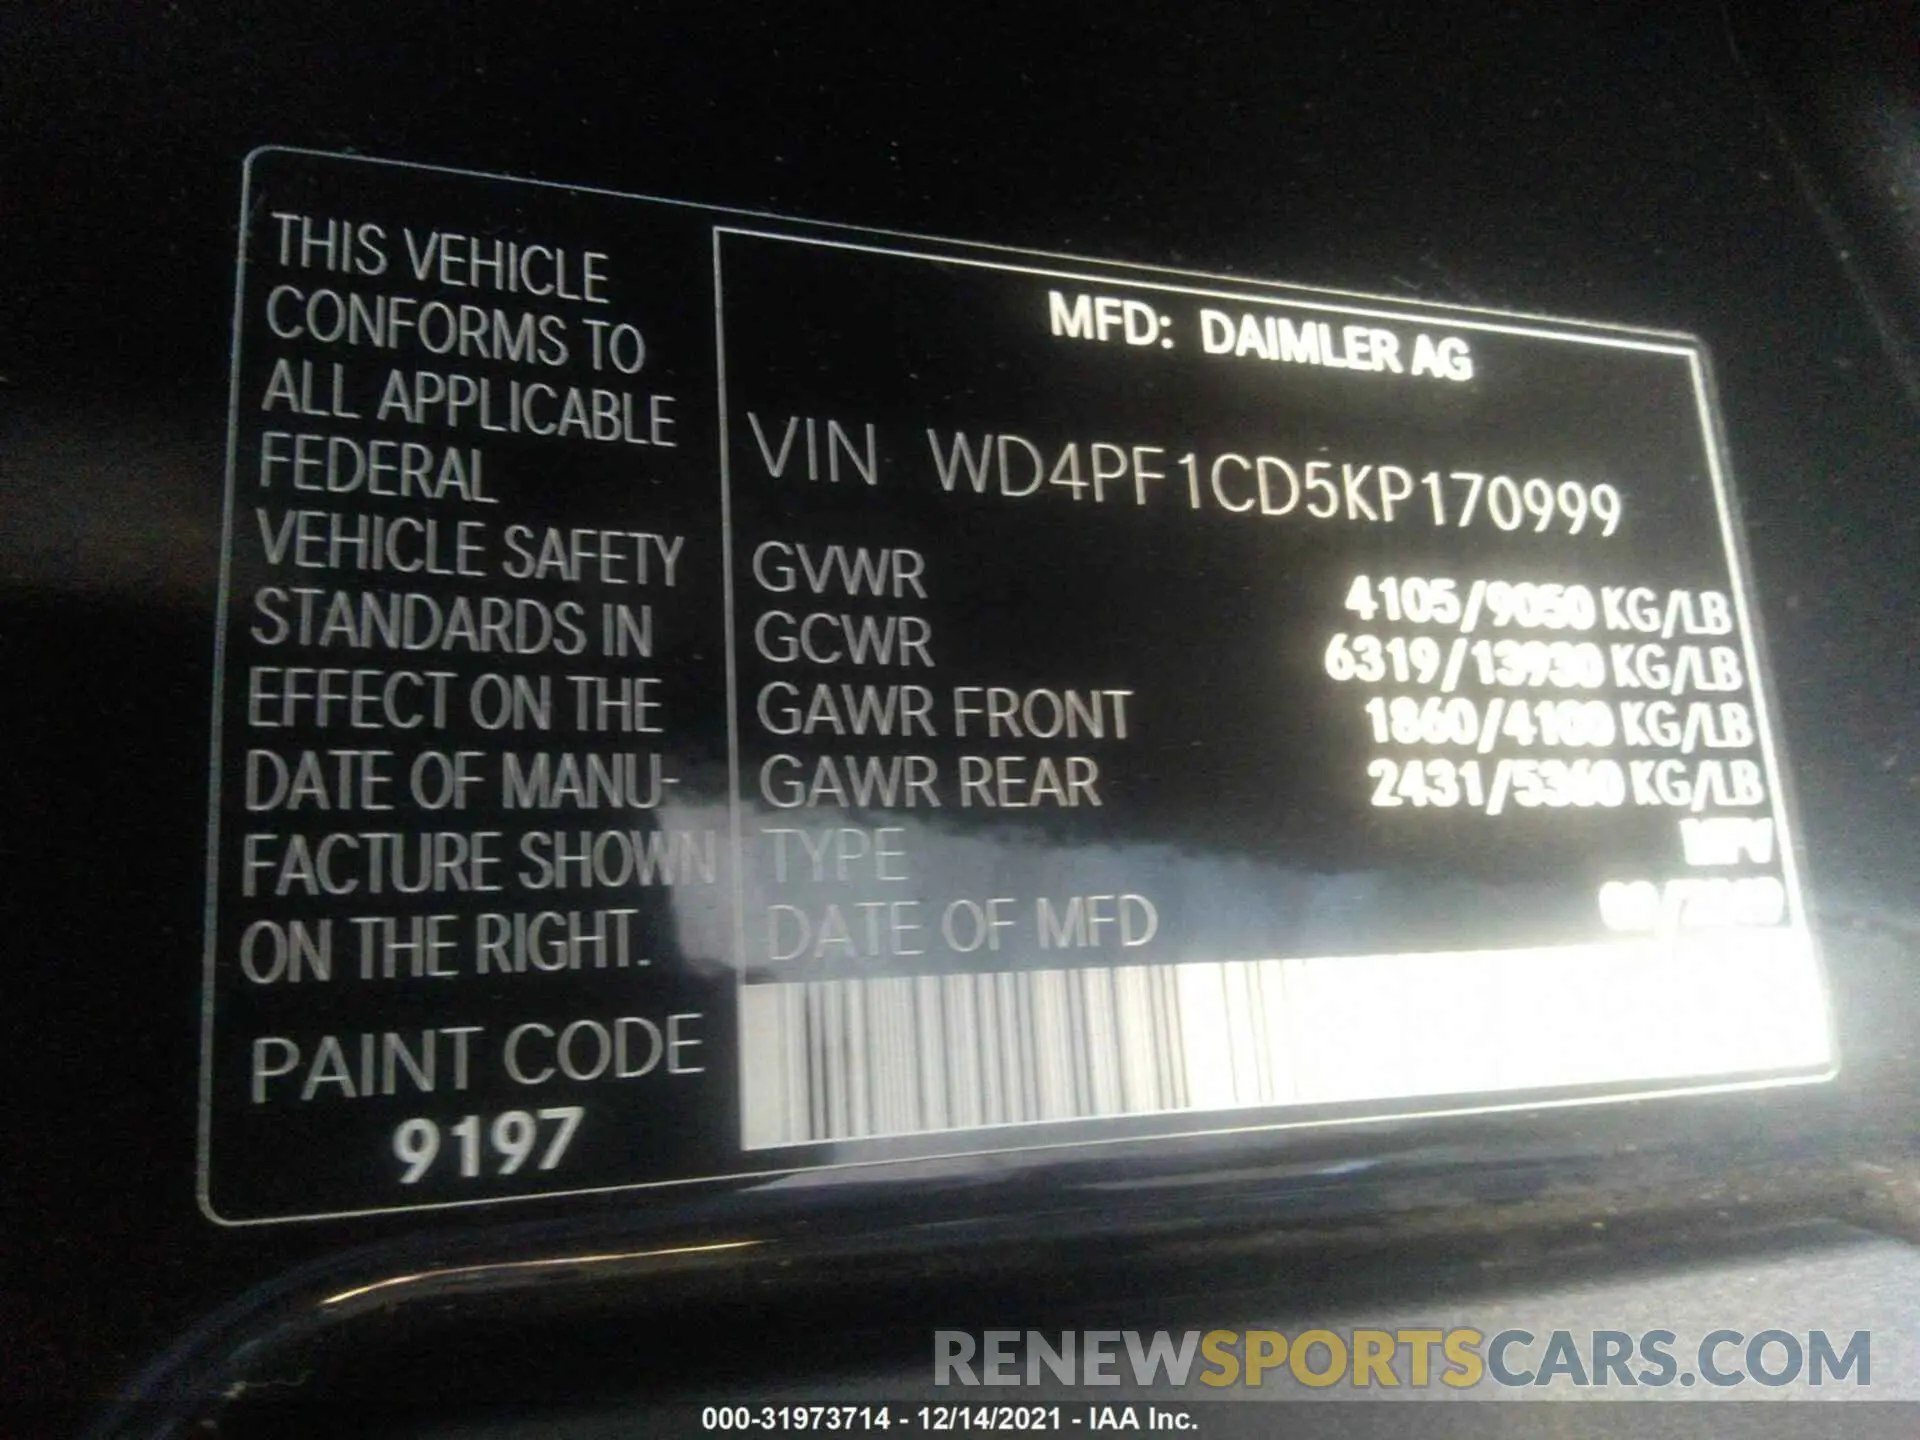 THIS VEHICLE
CONFORMS TO
ALL APPLICABLE
FEDERAL
VEHICLE SAFETY
STANDARDS IN
EFFECT ON THE
DATE OF MANU-
FACTURE SHOWN
ON THE RIGHT.
PAINT CODE
9197
MFD: DAIMLER AG
VIN WD4PF1CD5KP170999
GVWR 4105/9050 KG/LB
GCWR 6319/13930 KG/LB
GAWR FRONT 1860/4100 KG/LB
GAWR REAR 2431/5360 KG/LB
TYPE MPV
DATE OF MFD
RENEWSPORTSCARS.COM
000-31973714 - 12/14/2021 - IAA Inc.